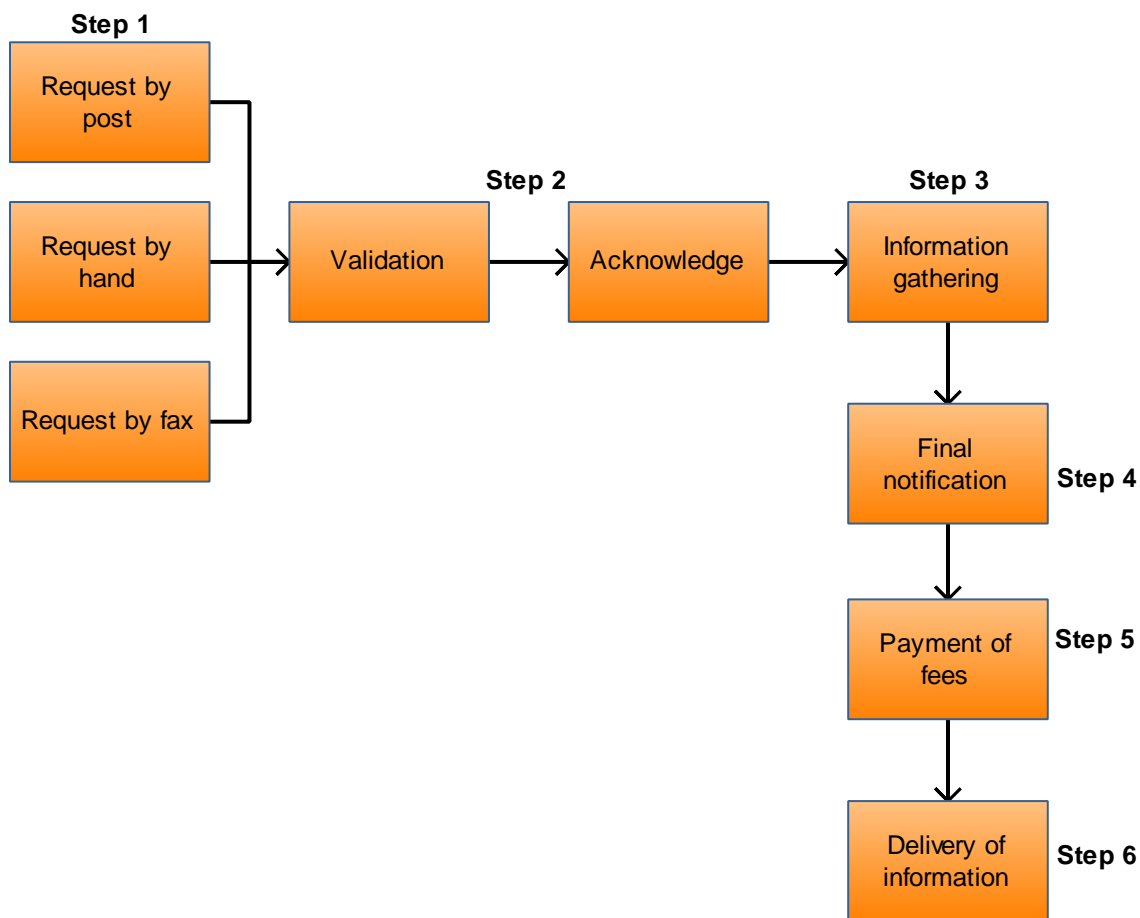 Step 1
Request by
post
Request by
hand
Request by fax
Step 2
Validation
Acknowledge
Step 3
Information
gathering
Final
notification
Step 4
Payment of
fees
Step 5
Delivery of
information
Step 6